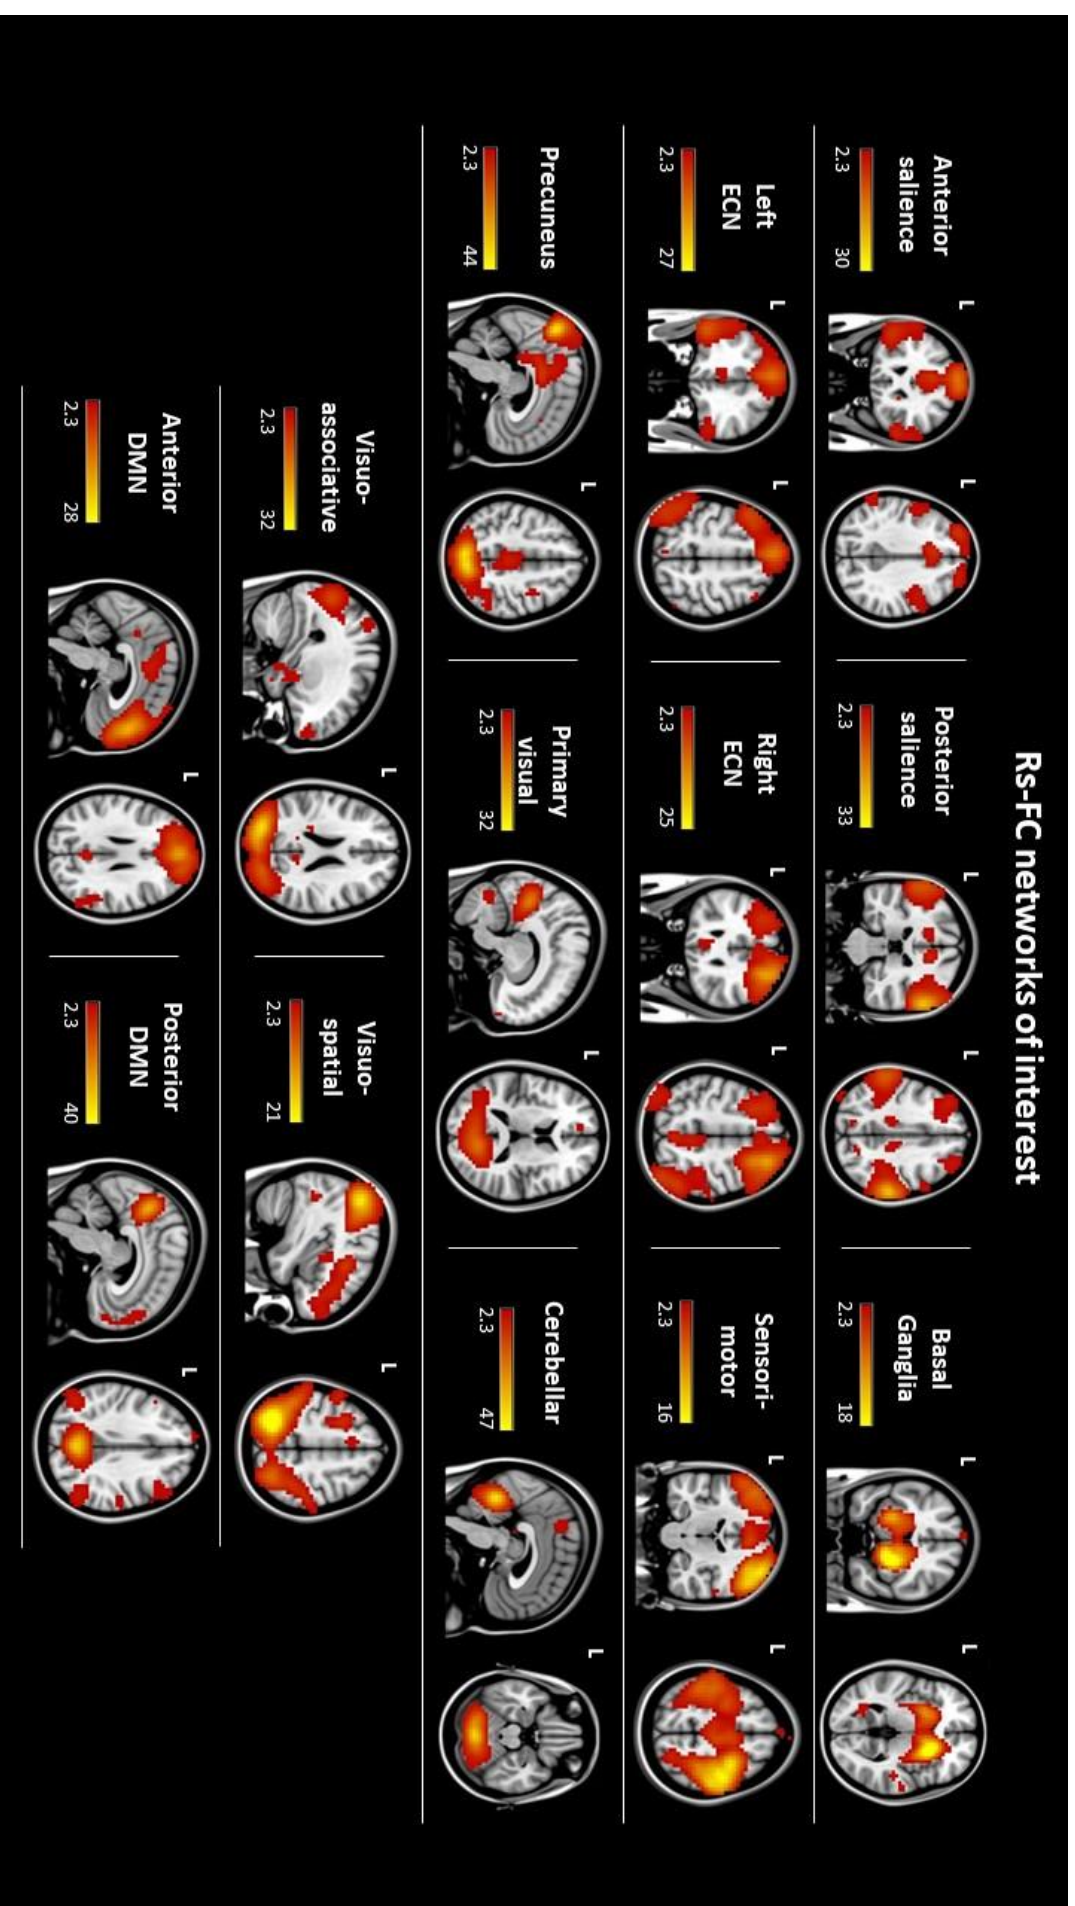 Rs-FC networks of interest
Anterior
salience
2.3 30
L
L
Posterior
salience
2.3 33
L
L
Basal
Ganglia
2.3 18
L
L
Left
ECN
2.3 27
L
L
Right
ECN
2.3 25
L
L
Sensori-
motor
2.3 16
L
L
Precuneus
2.3 44
L
Primary
visual
2.3 32
L
Cerebellar
2.3 47
L
Visuo-
associative
2.3 32
L
Visuo-
spatial
2.3 21
L
Anterior
DMN
2.3 28
L
Posterior
DMN
2.3 40
L